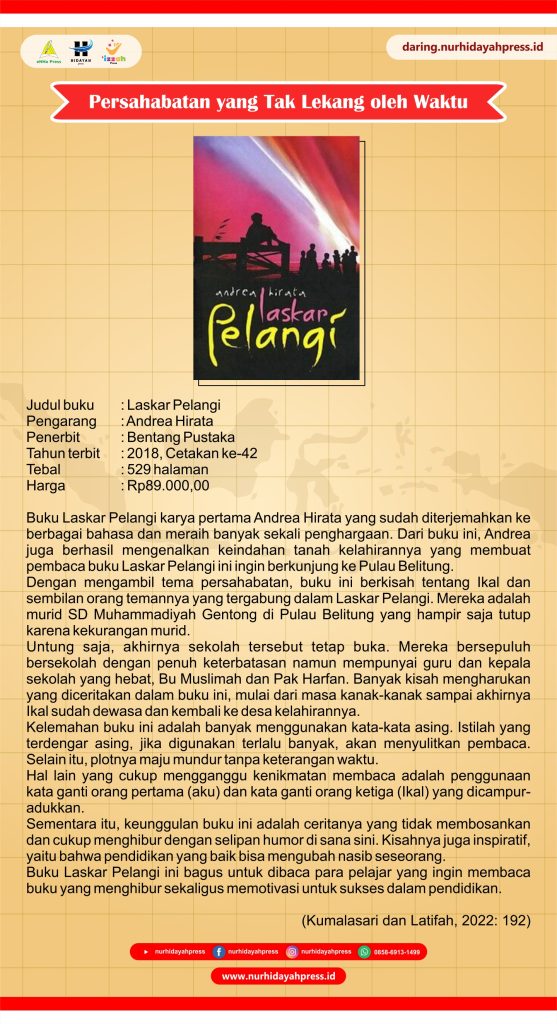 eNHa Press
HIDAYAH
'izzah
Press
daring.nurhidayahpress.id
Persahabatan yang Tak Lekang oleh Waktu
andrea hirata
laskar
Pelangi
Judul buku : Laskar Pelangi
Pengarang : Andrea Hirata
Penerbit : Bentang Pustaka
Tahun terbit : 2018, Cetakan ke-42
Tebal : 529 halaman
Harga : Rp89.000,00
Buku Laskar Pelangi karya pertama Andrea Hirata yang sudah diterjemahkan ke
berbagai bahasa dan meraih banyak sekali penghargaan. Dari buku ini, Andrea
juga berhasil mengenalkan keindahan tanah kelahirannya yang membuat
pembaca buku Laskar Pelangi ini ingin berkunjung ke Pulau Belitung.
Dengan mengambil tema persahabatan, buku ini berkisah tentang Ikal dan
sembilan orang temannya yang tergabung dalam Laskar Pelangi. Mereka adalah
murid SD Muhammadiyah Gentong di Pulau Belitung yang hampir saja tutup
karena kekurangan murid.
Untung saja, akhirnya sekolah tersebut tetap buka. Mereka bersepuluh
bersekolah dengan penuh keterbatasan namun mempunyai guru dan kepala
sekolah yang hebat, Bu Muslimah dan Pak Harfan. Banyak kisah mengharukan
yang diceritakan dalam buku ini, mulai dari masa kanak-kanak sampai akhirnya
Ikal sudah dewasa dan kembali ke desa kelahirannya.
Kelemahan buku ini adalah banyak menggunakan kata-kata asing. Istilah yang
terdengar asing, jika digunakan terlalu banyak, akan menyulitkan pembaca.
Selain itu, plotnya maju mundur tanpa keterangan waktu.
Hal lain yang cukup mengganggu kenikmatan membaca adalah penggunaan
kata ganti orang pertama (aku) dan kata ganti orang ketiga (Ikal) yang dicampur-
adukkan.
Sementara itu, keunggulan buku ini adalah ceritanya yang tidak membosankan
dan cukup menghibur dengan selipan humor di sana sini. Kisahnya juga inspiratif,
yaitu bahwa pendidikan yang baik bisa mengubah nasib seseorang.
Buku Laskar Pelangi ini bagus untuk dibaca para pelajar yang ingin membaca
buku yang menghibur sekaligus memotivasi untuk sukses dalam pendidikan.
(Kumalasari dan Latifah, 2022: 192)
nurhidayahpress nurhidayahpress nurhidayahpress 0858-6913-1499
www.nurhidayahpress.id